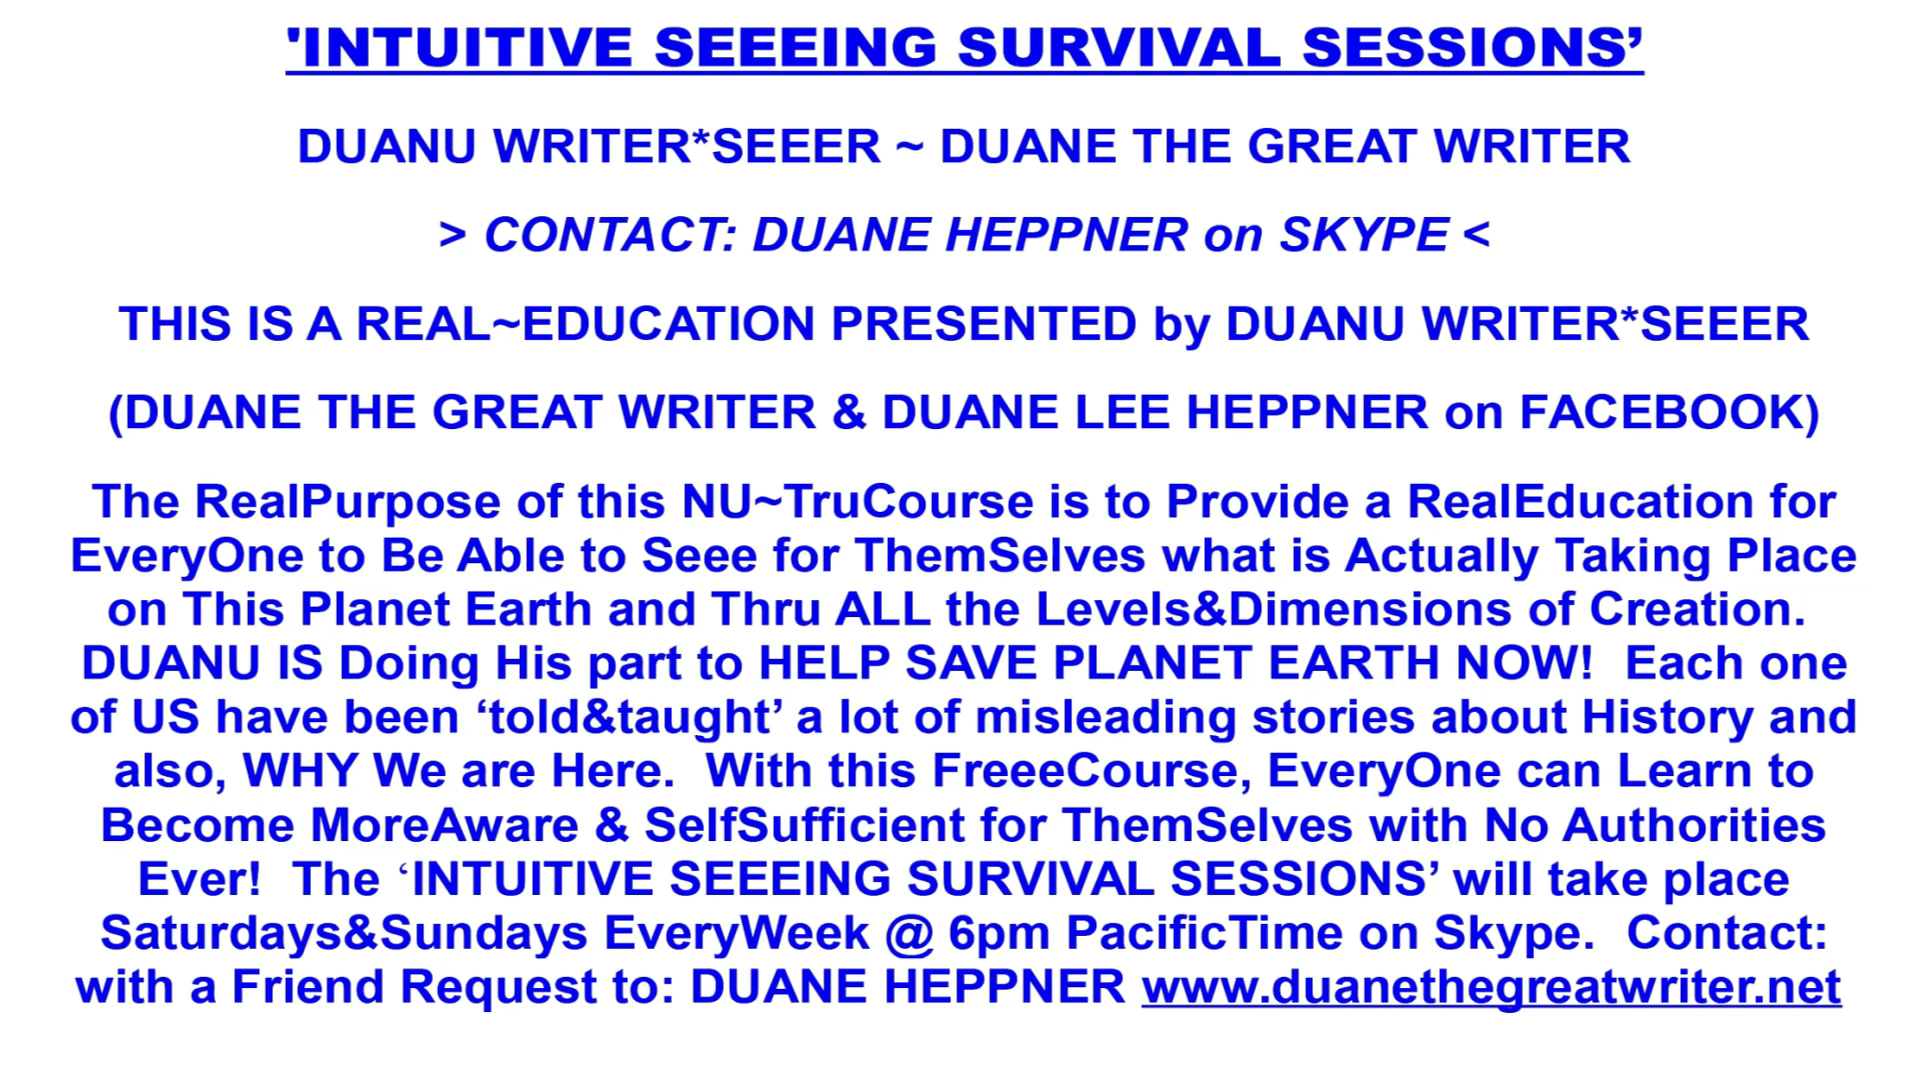 'INTUITIVE SEEEING SURVIVAL SESSIONS’
DUANU WRITER*SEEER ~ DUANE THE GREAT WRITER
> CONTACT: DUANE HEPPNER on SKYPE <
THIS IS A REAL~EDUCATION PRESENTED by DUANU WRITER*SEEER
(DUANE THE GREAT WRITER & DUANE LEE HEPPNER on FACEBOOK)
The RealPurpose of this NU~TruCourse is to Provide a RealEducation for
EveryOne to Be Able to Seee for ThemSelves what is Actually Taking Place
on This Planet Earth and Thru ALL the Levels&Dimensions of Creation.
DUANU IS Doing His part to HELP SAVE PLANET EARTH NOW!  Each one
of US have been ‘told&taught’ a lot of misleading stories about History and
also, WHY We are Here.  With this FreeeCourse, EveryOne can Learn to
Become MoreAware & SelfSufficient for ThemSelves with No Authorities
Ever!  The ‘INTUITIVE SEEEING SURVIVAL SESSIONS’ will take place
Saturdays&Sundays EveryWeek @ 6pm PacificTime on Skype.  Contact:
with a Friend Request to: DUANE HEPPNER www.duanethegreatwriter.net